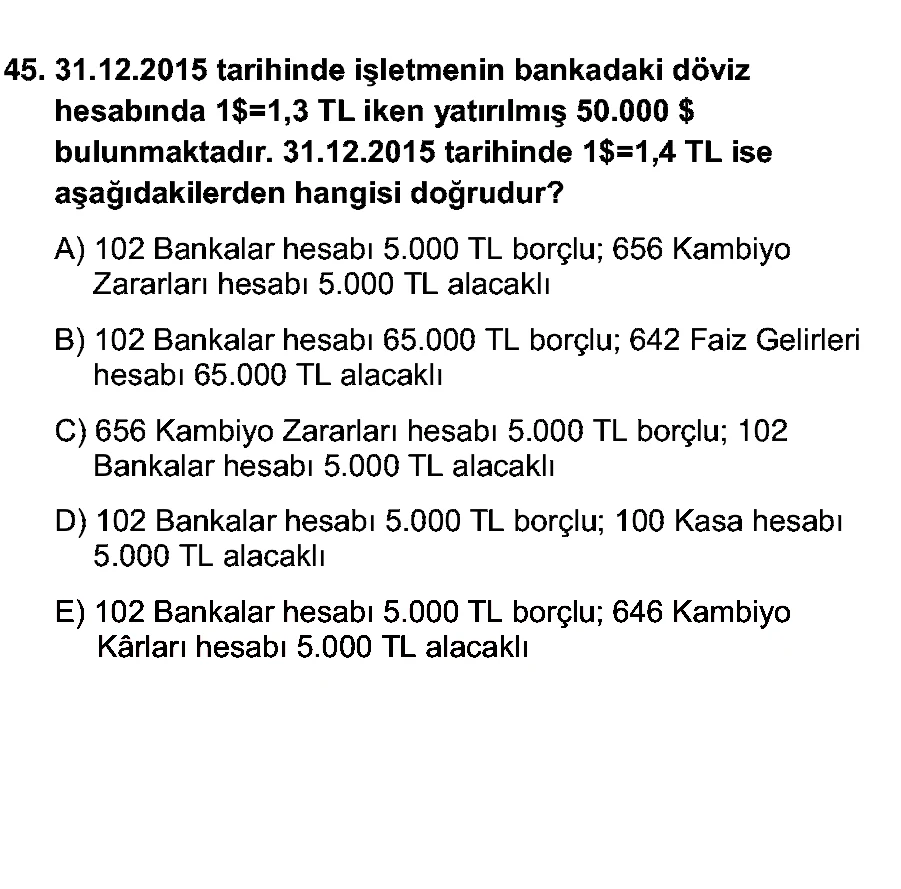 45. 31.12.2015 tarihinde işletmenin bankadaki döviz
hesabında 1$=1,3 TL iken yatırılmış 50.000 $
bulunmaktadır. 31.12.2015 tarihinde 1$=1,4 TL ise
aşağıdakilerden hangisi doğrudur?
A) 102 Bankalar hesabı 5.000 TL borçlu; 656 Kambiyo
Zararları hesabı 5.000 TL alacaklı
B) 102 Bankalar hesabı 65.000 TL borçlu; 642 Faiz Gelirleri
hesabı 65.000 TL alacaklı
C) 656 Kambiyo Zararları hesabı 5.000 TL borçlu; 102
Bankalar hesabı 5.000 TL alacaklı
D) 102 Bankalar hesabı 5.000 TL borçlu; 100 Kasa hesabı
5.000 TL alacaklı
E) 102 Bankalar hesabı 5.000 TL borçlu; 646 Kambiyo
Kârları hesabı 5.000 TL alacaklı